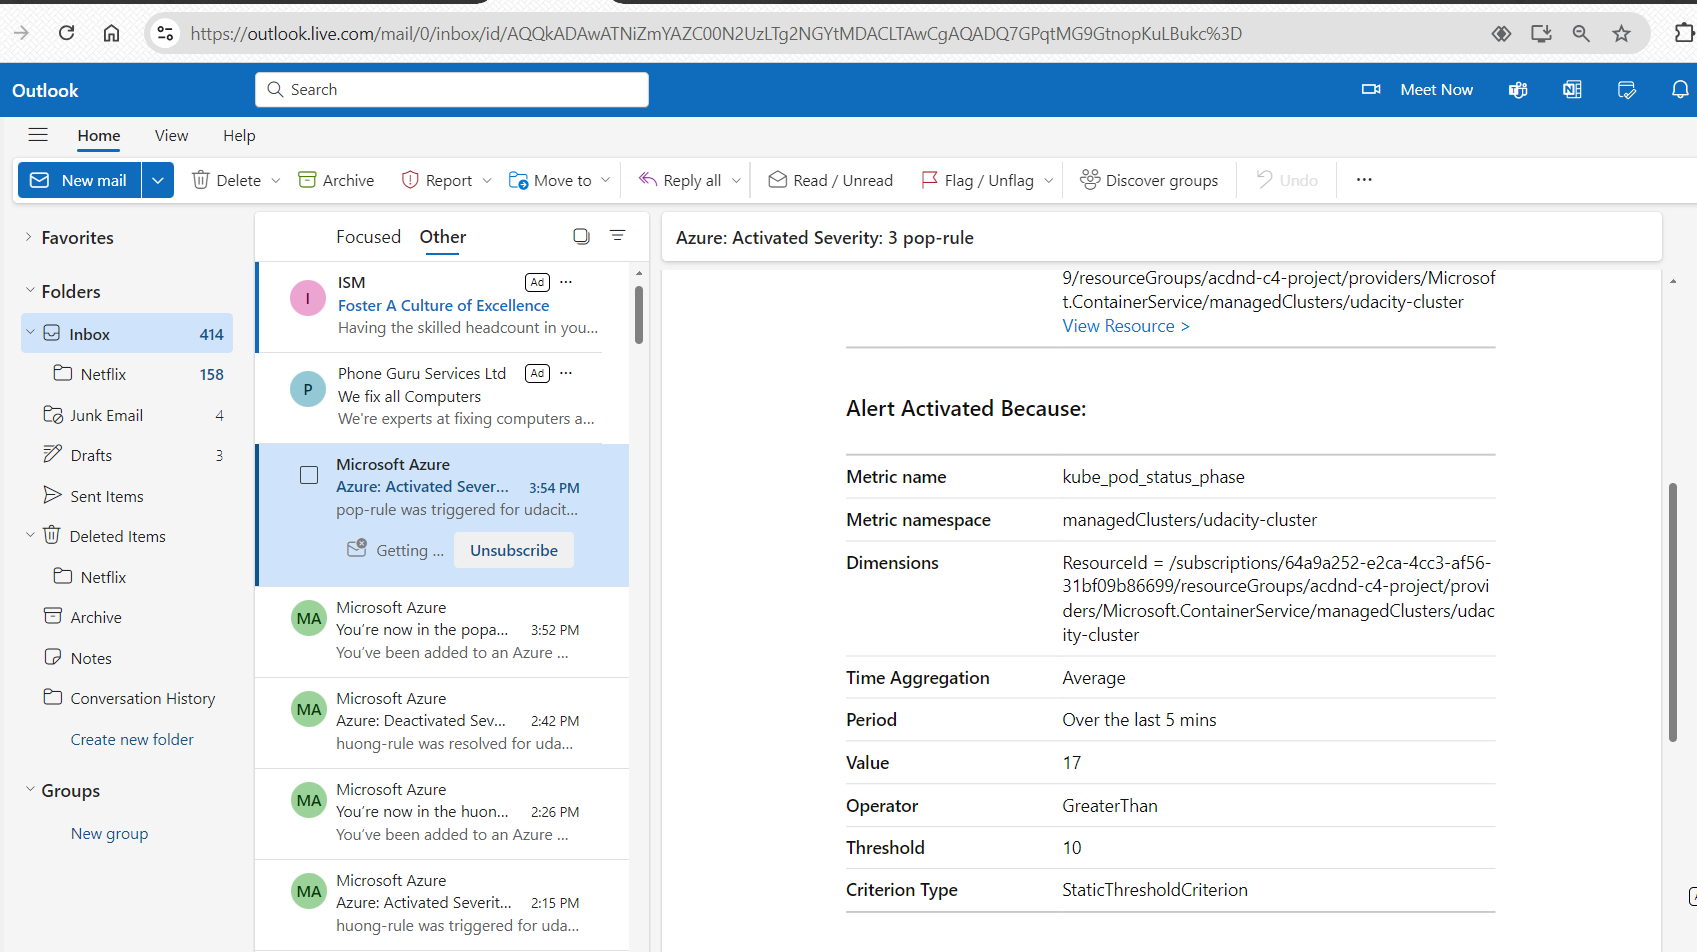 https://outlook.live.com/mail/0/inbox/id/AQQkADAwATNiZmYAZC00N2UzLTg2NGYtMDACLTAwCgAQADQ7GPqtMG9GtnopKuLBukc%3D
Outlook
Search
Meet Now
Home
View
Help
New mail
Delete
Archive
Report
Move to
Reply all
Read / Unread
Flag / Unflag
Discover groups
Undo
Favorites
Folders
Inbox 414
Netflix 158
Junk Email 4
Drafts 3
Sent Items
Deleted Items
Netflix
Archive
Notes
Conversation History
Create new folder
Groups
New group
Focused
Other
I
ISM
Ad
Foster A Culture of Excellence
Having the skilled headcount in you...
P
Phone Guru Services Ltd
Ad
We fix all Computers
We're experts at fixing computers a...
Microsoft Azure
Azure: Activated Sever... 3:54 PM
pop-rule was triggered for udacit...
Getting ...
Unsubscribe
MA
Microsoft Azure
You're now in the popa... 3:52 PM
You've been added to an Azure ...
MA
Microsoft Azure
Azure: Deactivated Sev... 2:42 PM
huong-rule was resolved for uda...
MA
Microsoft Azure
You're now in the huon... 2:26 PM
You've been added to an Azure ...
MA
Microsoft Azure
Azure: Activated Severit... 2:15 PM
huong-rule was triggered for uda...
Azure: Activated Severity: 3 pop-rule
9/resourceGroups/acdnd-c4-project/providers/Microsof
t.ContainerService/managedClusters/udacity-cluster
View Resource >
Alert Activated Because:
Metric name kube_pod_status_phase
Metric namespace managedClusters/udacity-cluster
Dimensions ResourceId = /subscriptions/64a9a252-e2ca-4cc3-af56-
31bf09b86699/resourceGroups/acdnd-c4-project/provi
ders/Microsoft.ContainerService/managedClusters/udac
ity-cluster
Time Aggregation Average
Period Over the last 5 mins
Value 17
Operator GreaterThan
Threshold 10
Criterion Type StaticThresholdCriterion